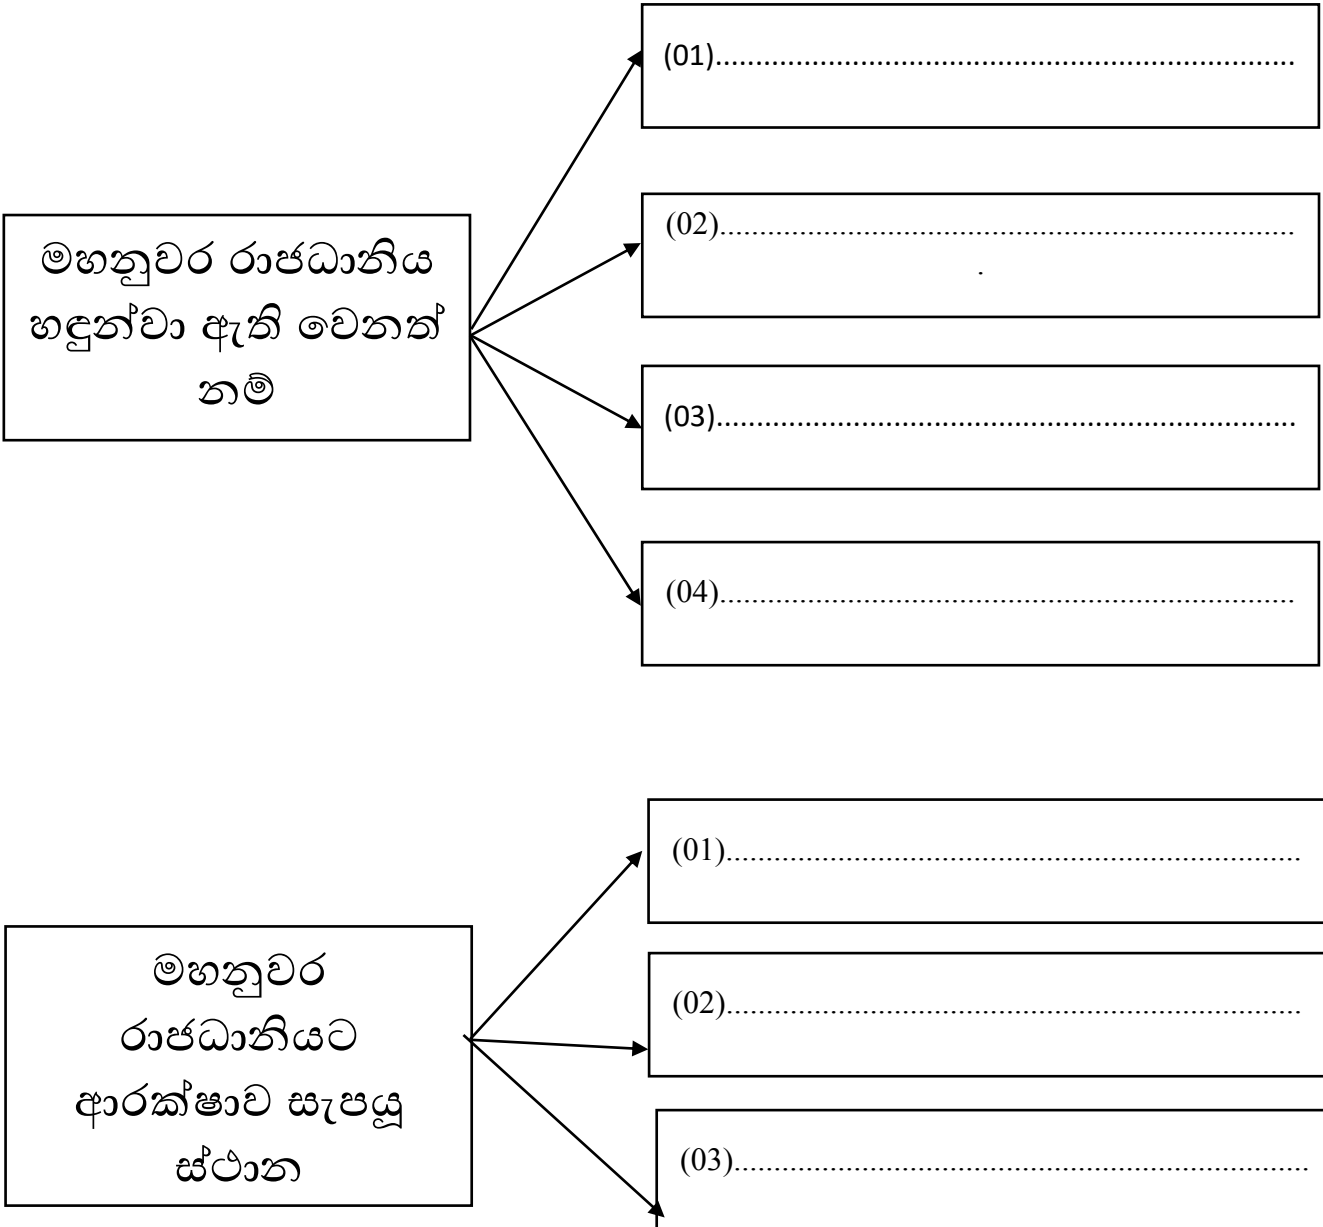 (01)........................................................................
(02)........................................................................
.
මහනුවර රාජධානිය
හඳුන්වා ඇති වෙනත්
නම්
(03)........................................................................
(04)........................................................................
(01)........................................................................
මහනුවර
රාජධානියට
ආරක්ෂාව සැපයූ
ස්ථාන
(02)........................................................................
(03)........................................................................